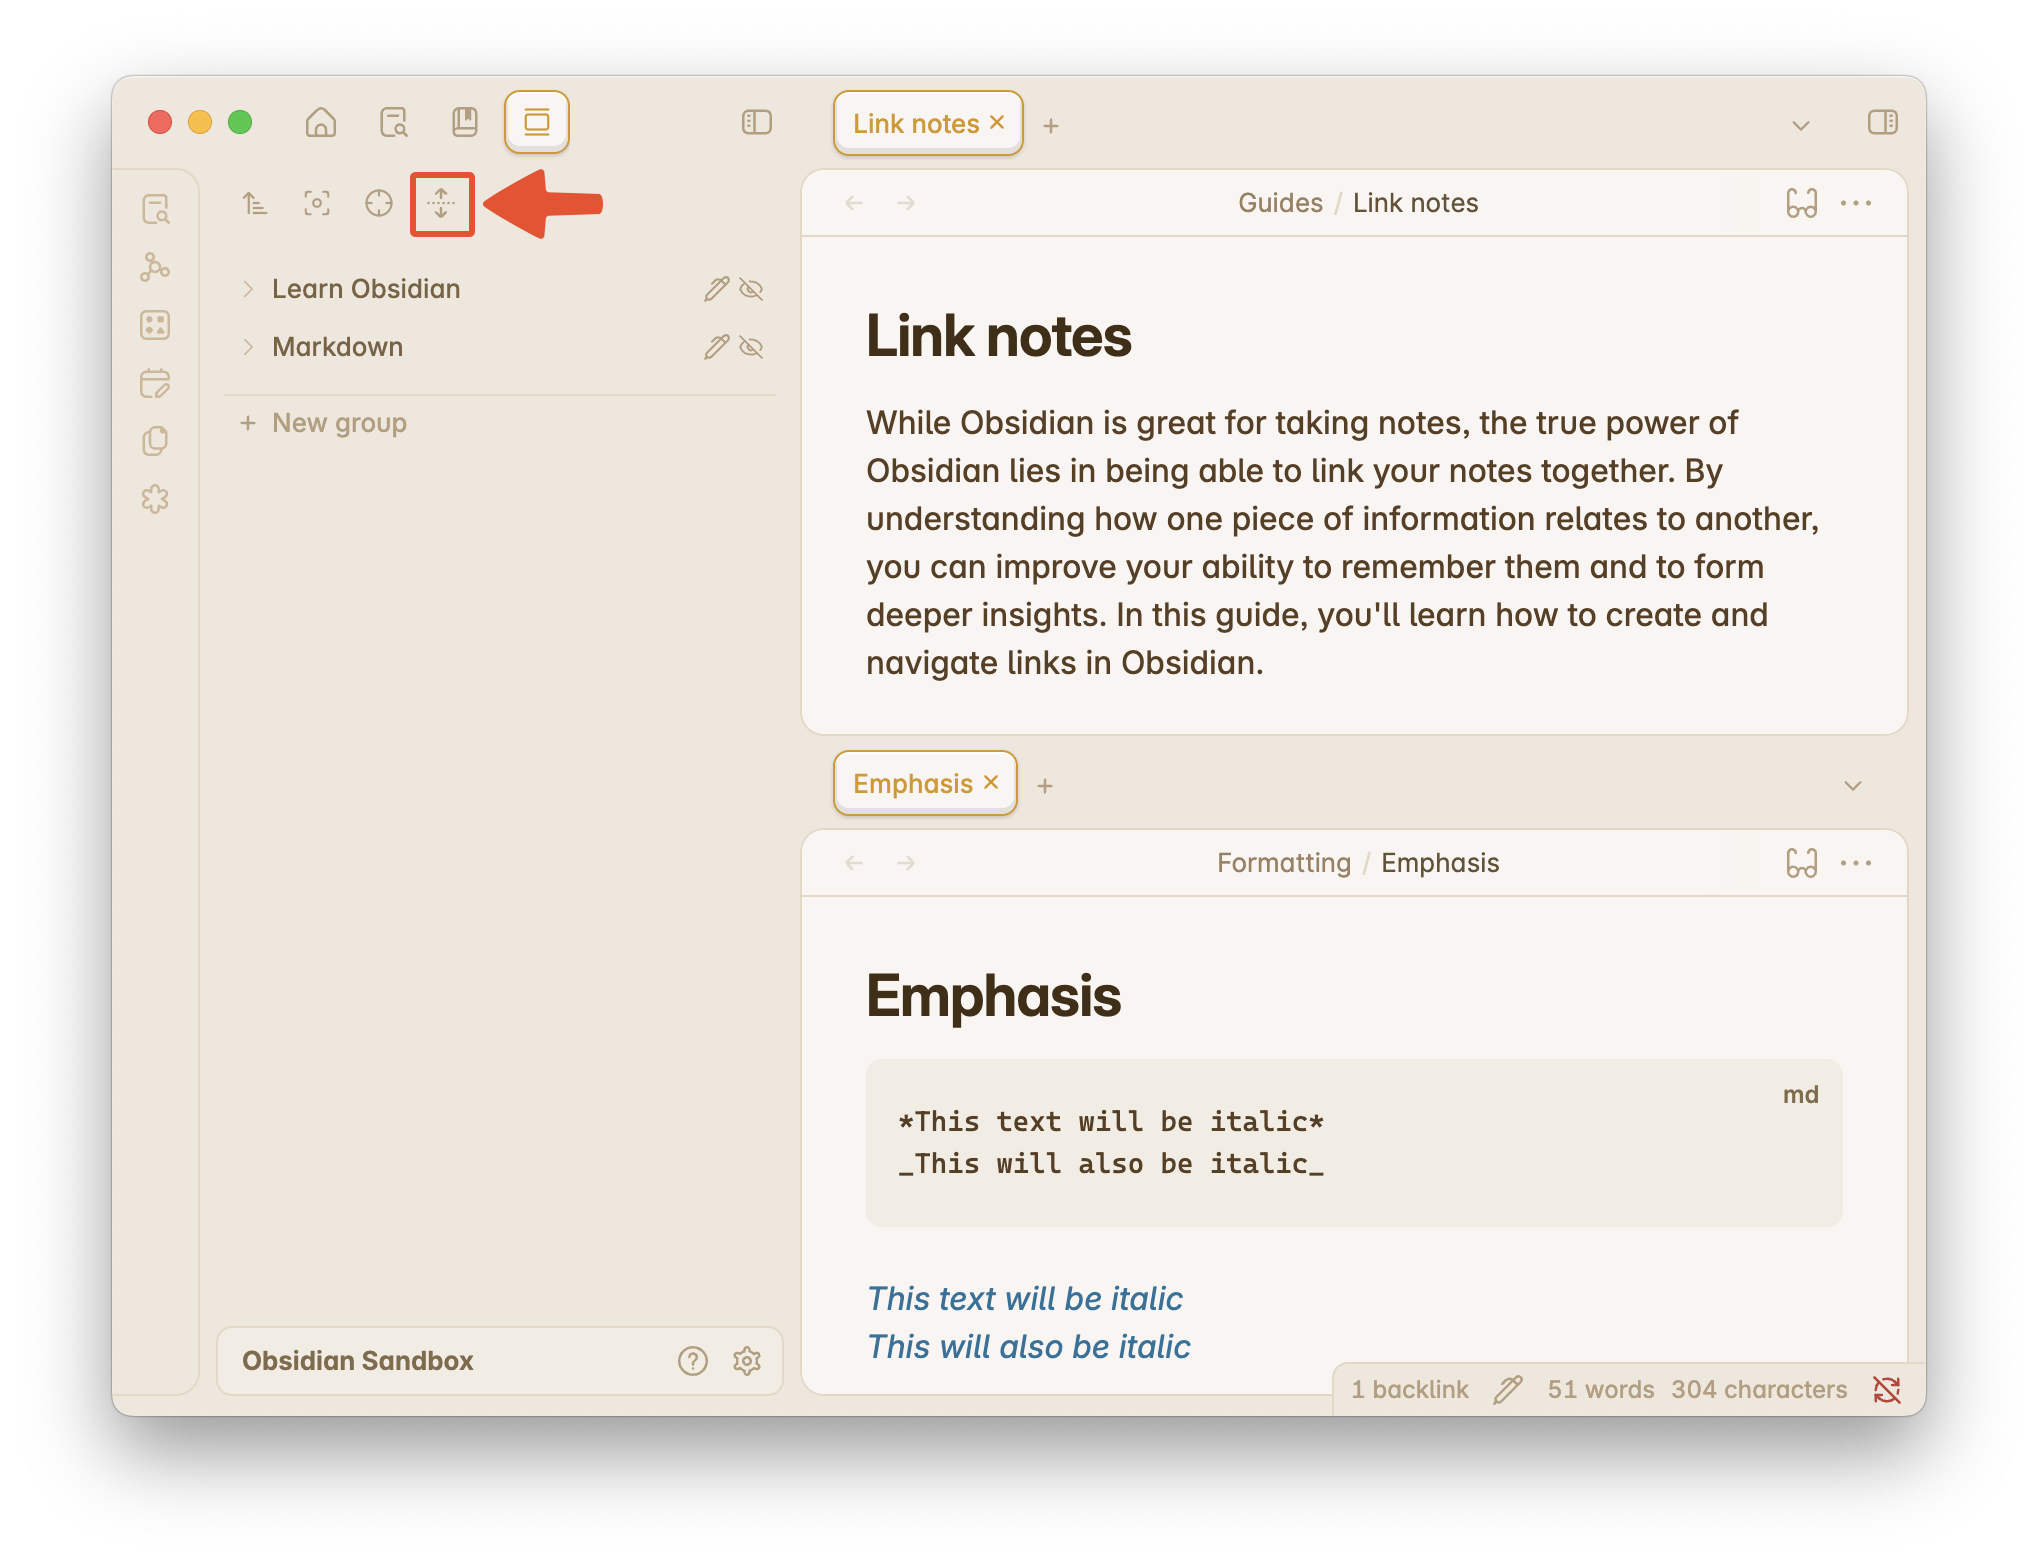 Link notes
Guides / Link notes
Learn Obsidian
Markdown
New group
Link notes
While Obsidian is great for taking notes, the true power of
Obsidian lies in being able to link your notes together. By
understanding how one piece of information relates to another,
you can improve your ability to remember them and to form
deeper insights. In this guide, you'll learn how to create and
navigate links in Obsidian.
Emphasis
Formatting / Emphasis
Emphasis
md
*This text will be italic*
_This will also be italic_
This text will be italic
This will also be italic
Obsidian Sandbox
1 backlink 51 words 304 characters